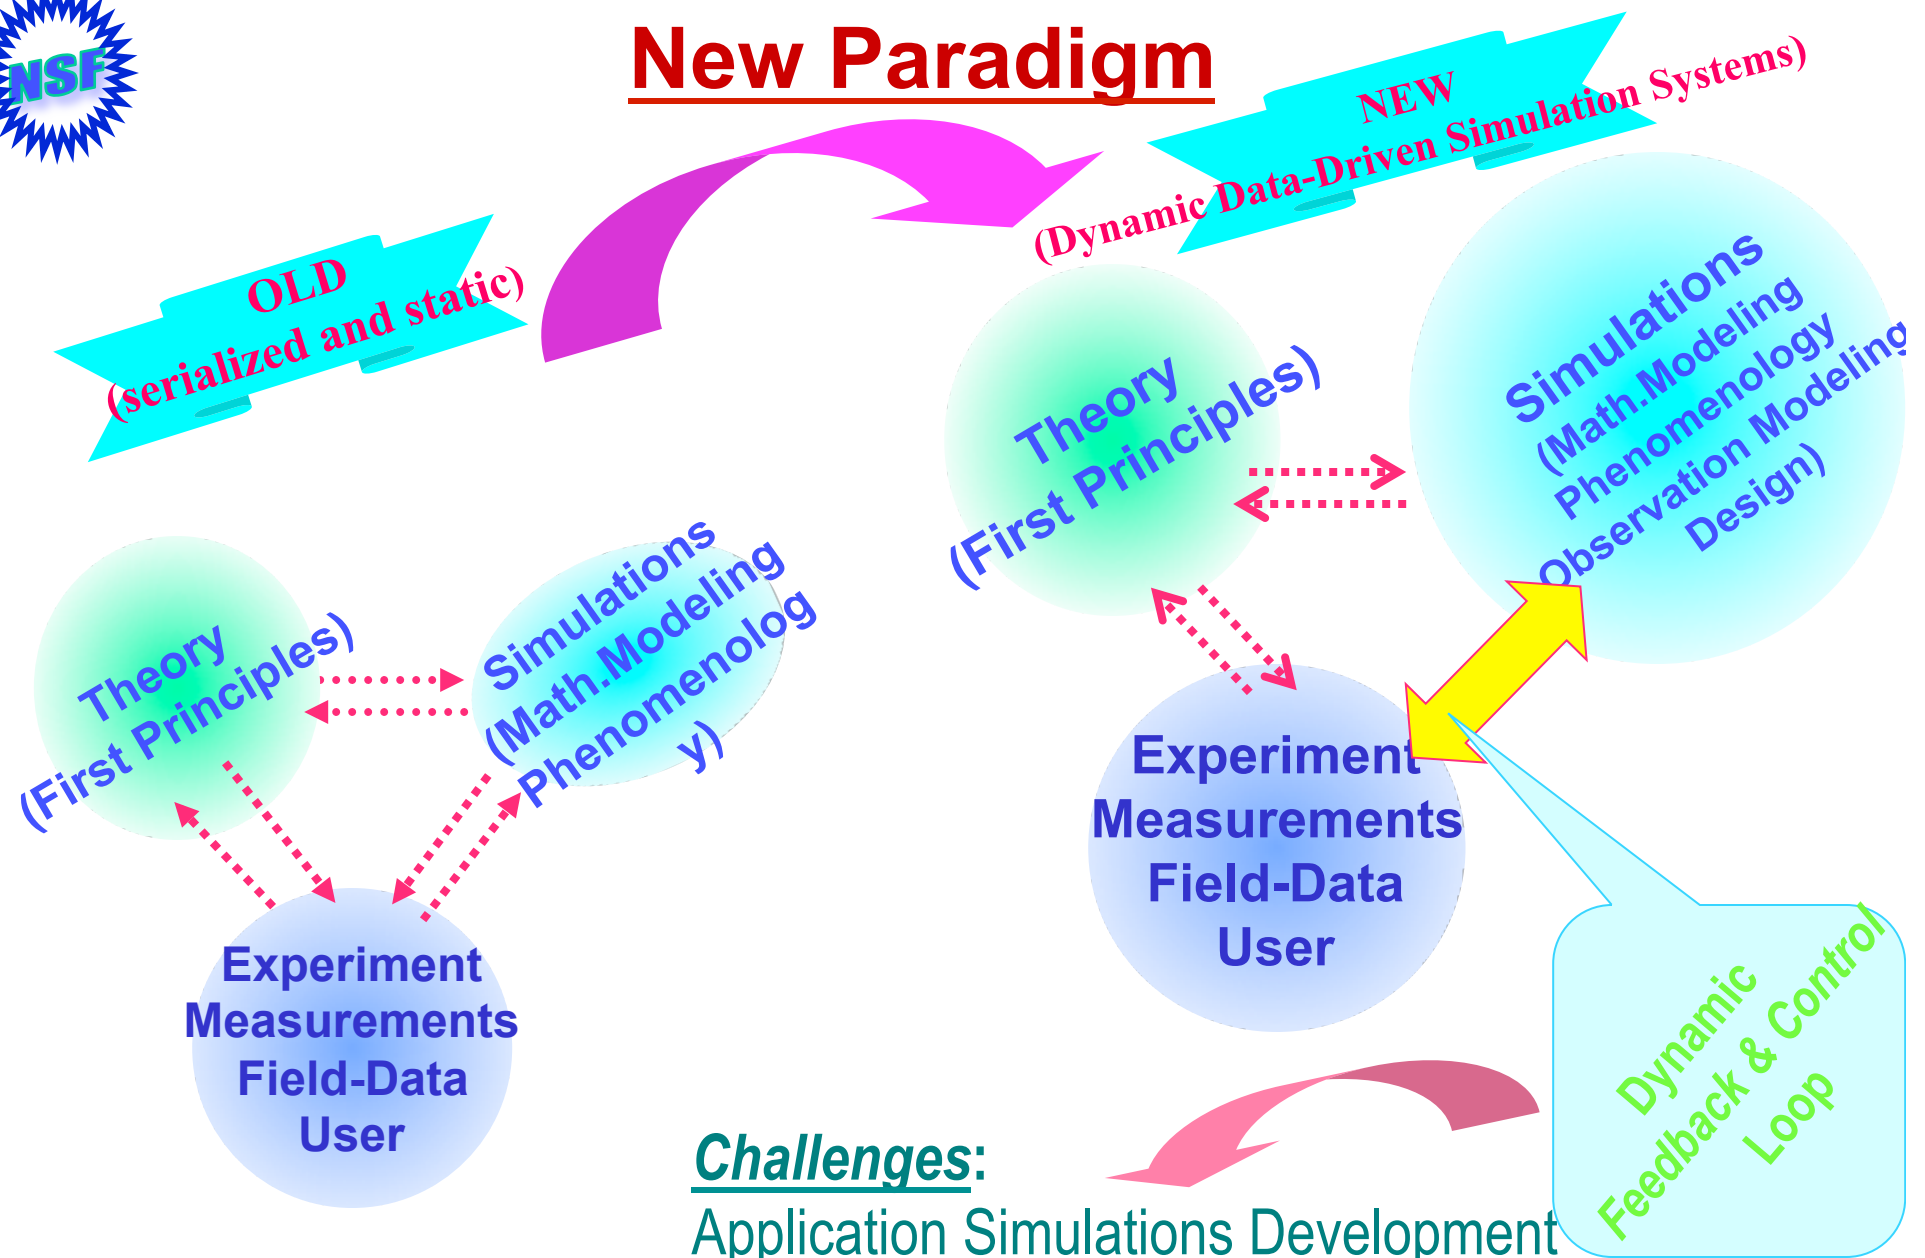 NSF
New Paradigm
OLD
(serialized and static)
NEW
(Dynamic Data-Driven Simulation Systems)
Theory
(First Principles)
Simulations
(Math.Modeling
Phenomenolog
y)
Experiment
Measurements
Field-Data
User
Theory
(First Principles)
Simulations
(Math.Modeling
Phenomenology
Observation Modeling
Design)
Experiment
Measurements
Field-Data
User
Dynamic
Feedback & Control
Loop
Challenges:
Application Simulations Development